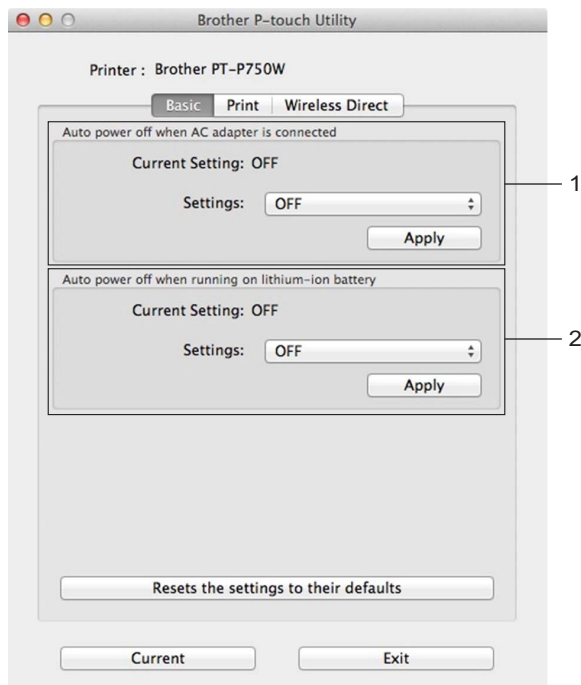 Brother P-touch Utility
Printer : Brother PT-P750W
Basic Print Wireless Direct
Auto power off when AC adapter is connected
Current Setting: OFF
Settings: OFF
Apply
1
Auto power off when running on lithium-ion battery
Current Setting: OFF
Settings: OFF
Apply
2
Resets the settings to their defaults
Current Exit